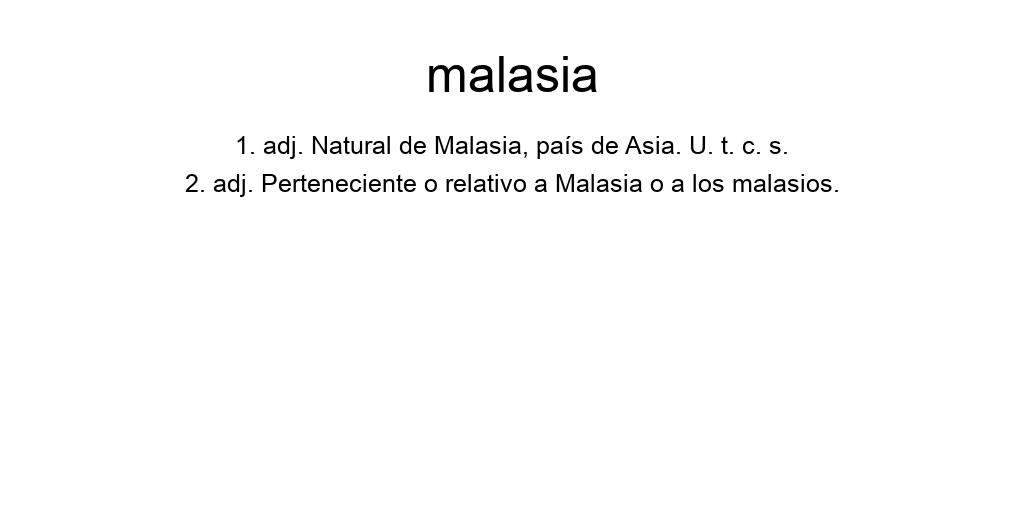 malasia
1. adj. Natural de Malasia, país de Asia. U. t. c. s.
2. adj. Perteneciente o relativo a Malasia o a los malasios.